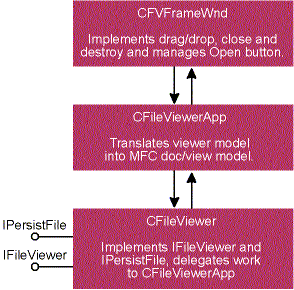 CFVFrameWnd
Implements drag/drop, close and
destroy and manages Open button.
CFileViewerApp
Translates viewer model
into MFC doc/view model.
IPersistFile
IFileViewer
CFileViewer
Implements IFileViewer and
IPersistFile, delegates work
to CFileViewerApp